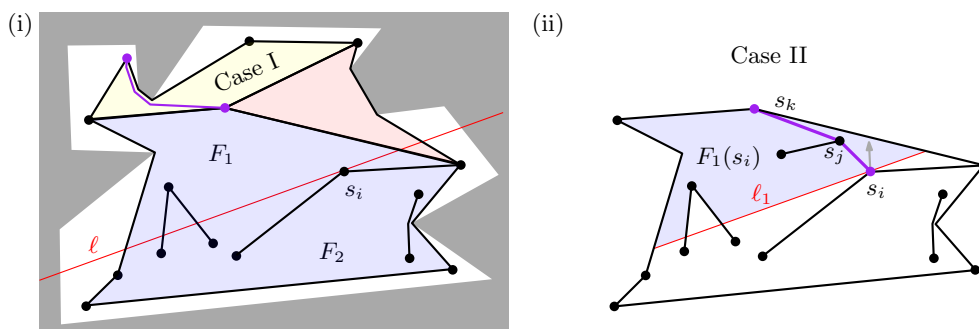 (i)
Case I
F₁
sᵢ
ℓ
F₂
(ii)
Case II
sₖ
F₁(sᵢ)
sⱼ
ℓ₁
sᵢ